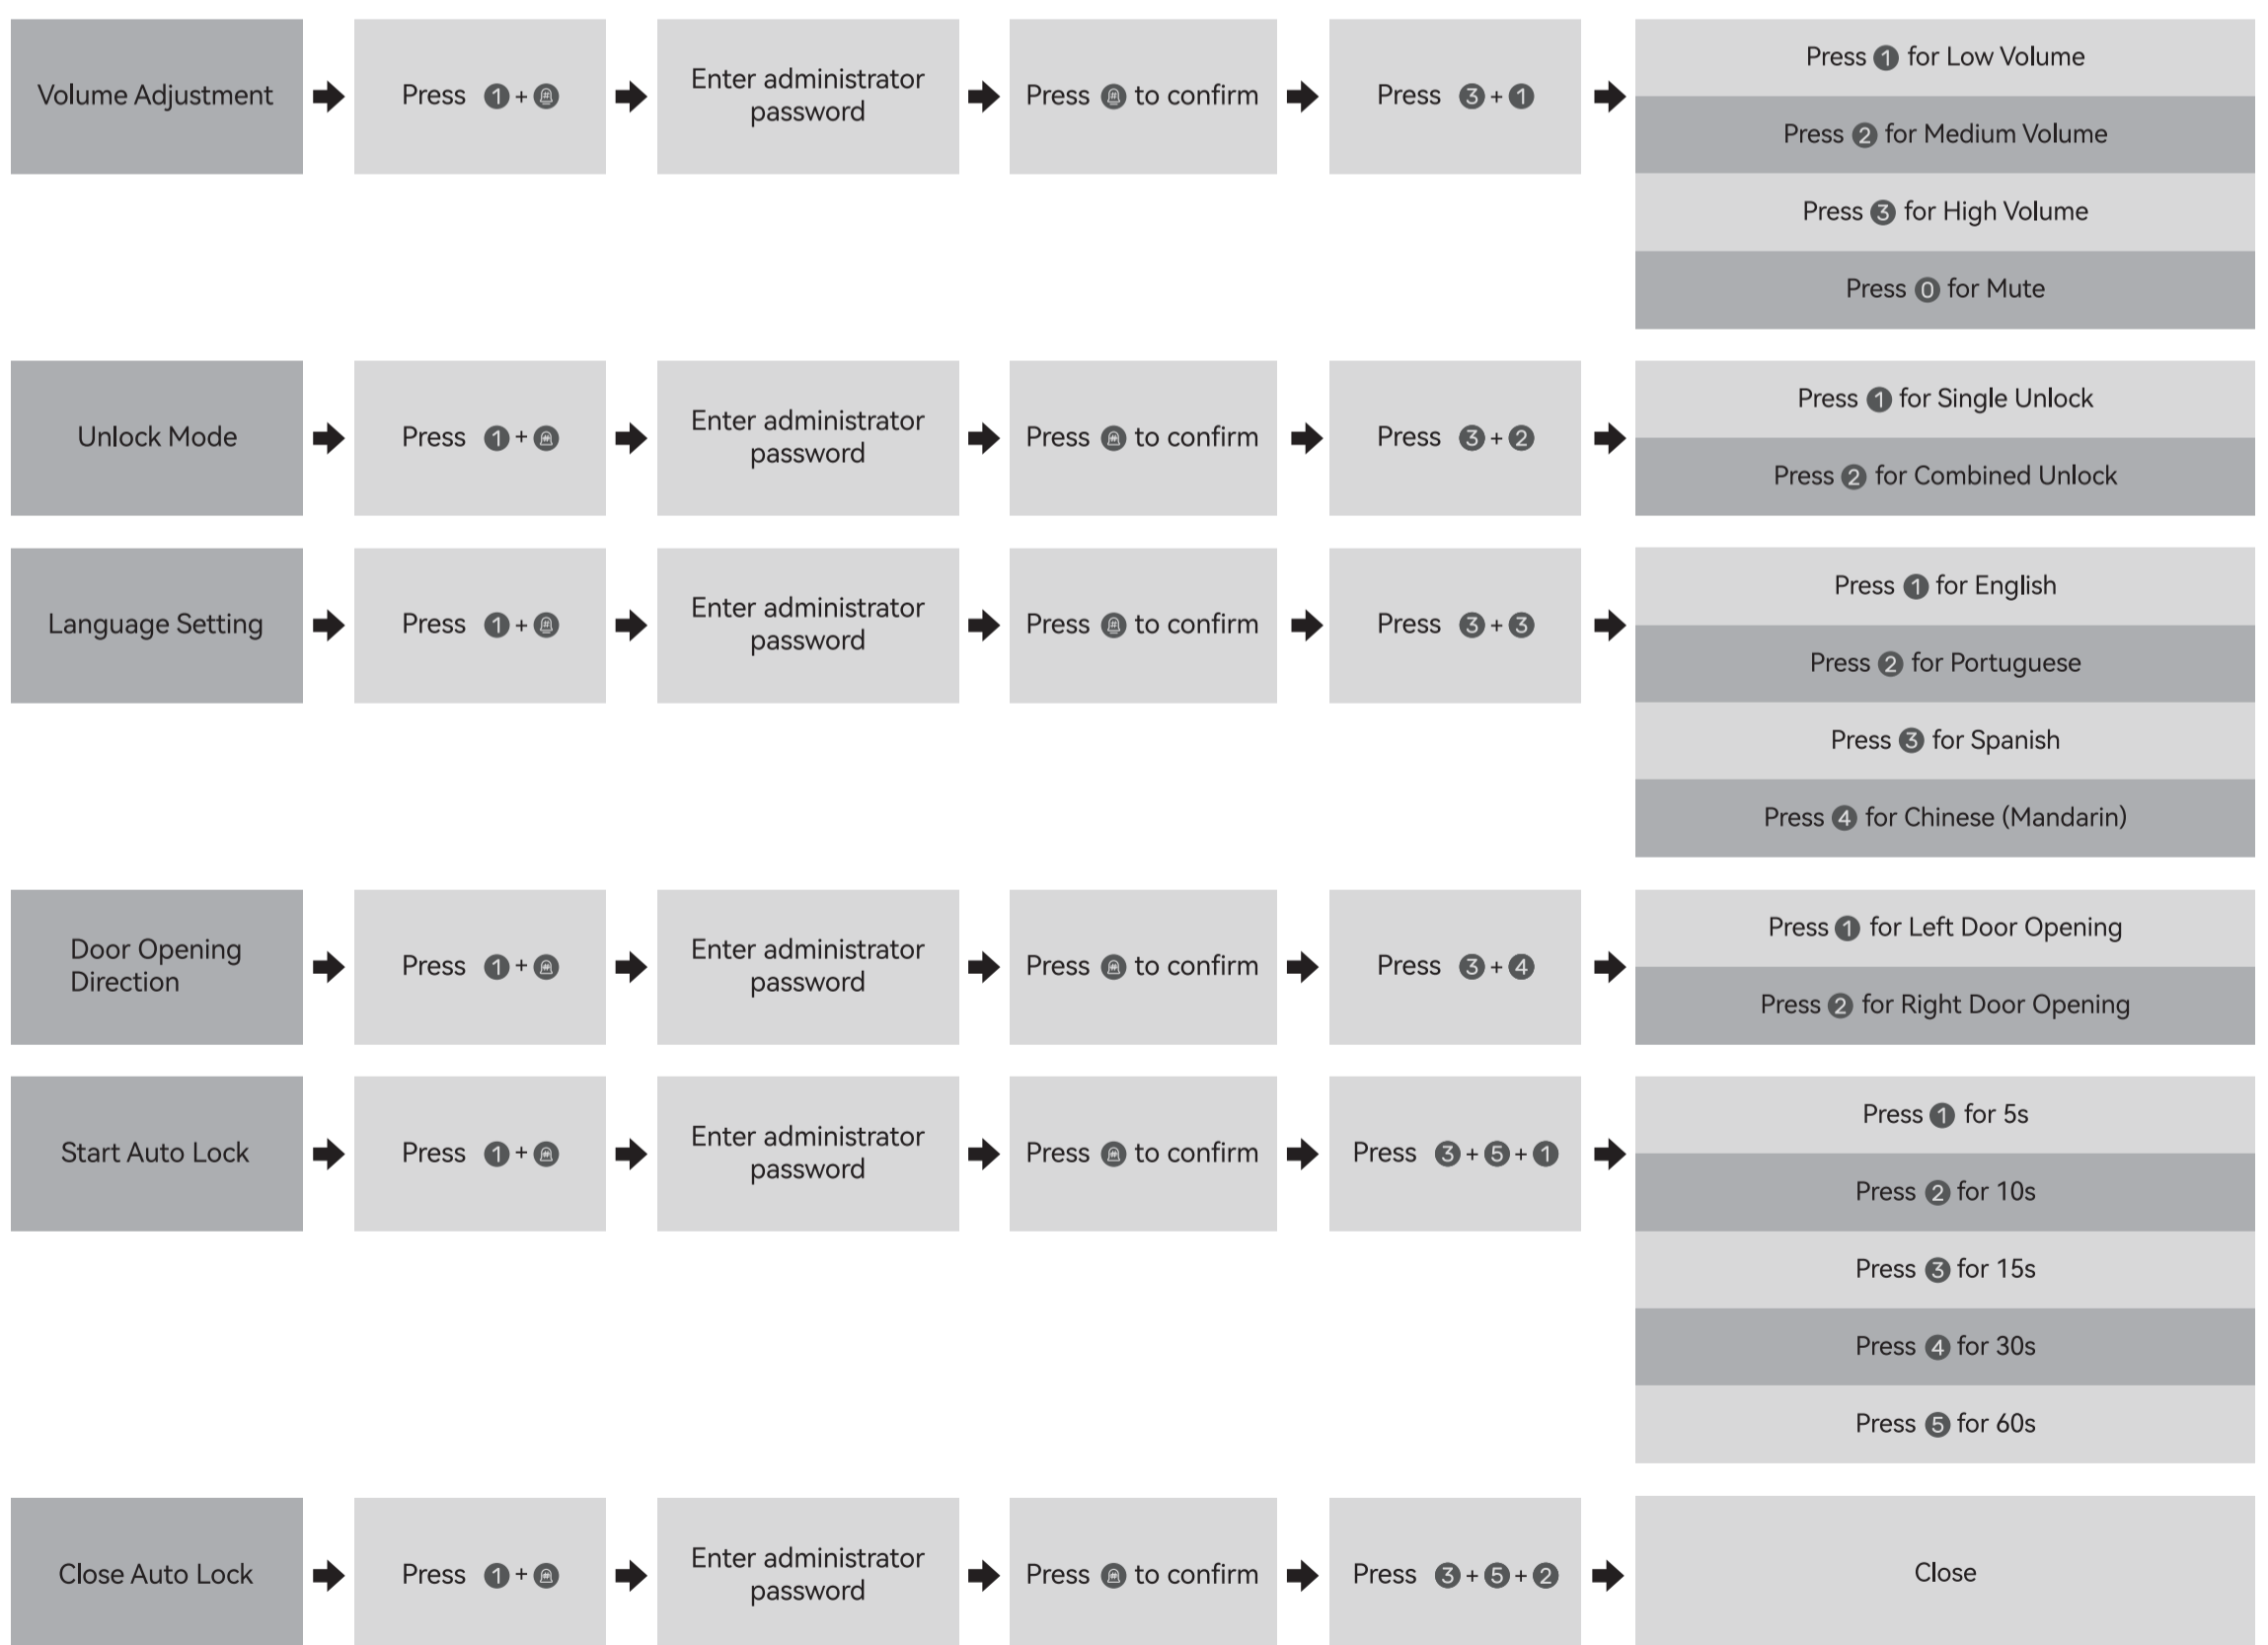 Volume Adjustment
Press 1 + #
Enter administrator
password
Press # to confirm
Press 3 + 1
Press 1 for Low Volume
Press 2 for Medium Volume
Press 3 for High Volume
Press 0 for Mute
Unlock Mode
Press 1 + #
Enter administrator
password
Press # to confirm
Press 3 + 2
Press 1 for Single Unlock
Press 2 for Combined Unlock
Language Setting
Press 1 + #
Enter administrator
password
Press # to confirm
Press 3 + 3
Press 1 for English
Press 2 for Portuguese
Press 3 for Spanish
Press 4 for Chinese (Mandarin)
Door Opening
Direction
Press 1 + #
Enter administrator
password
Press # to confirm
Press 3 + 4
Press 1 for Left Door Opening
Press 2 for Right Door Opening
Start Auto Lock
Press 1 + #
Enter administrator
password
Press # to confirm
Press 3 + 5 + 1
Press 1 for 5s
Press 2 for 10s
Press 3 for 15s
Press 4 for 30s
Press 5 for 60s
Close Auto Lock
Press 1 + #
Enter administrator
password
Press # to confirm
Press 3 + 5 + 2
Close